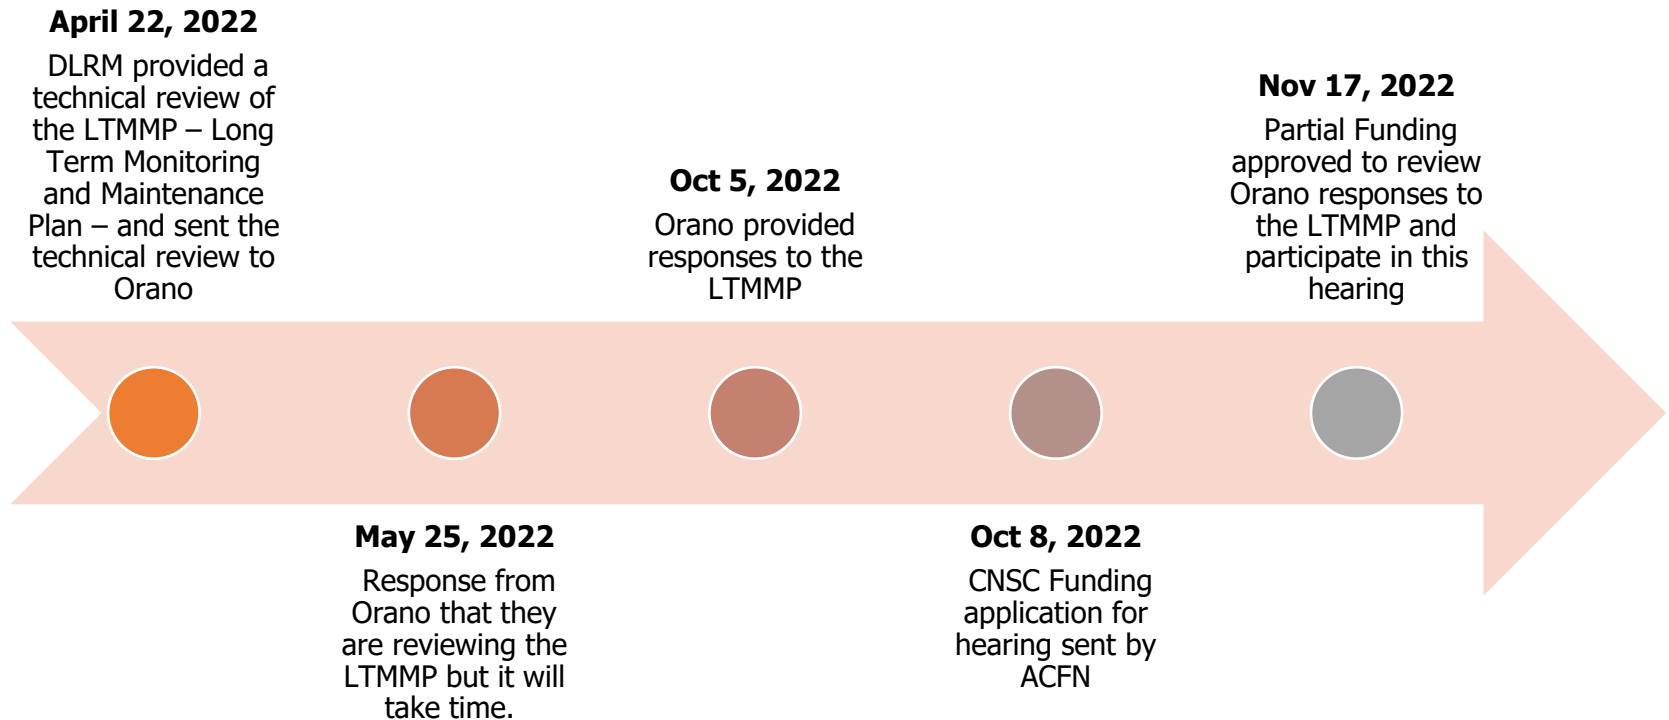 April 22, 2022
DLRM provided a
technical review of
the LTMMP – Long
Term Monitoring
and Maintenance
Plan – and sent the
technical review to
Orano
May 25, 2022
Response from
Orano that they
are reviewing the
LTMMP but it will
take time.
Oct 5, 2022
Orano provided
responses to the
LTMMP
Oct 8, 2022
CNSC Funding
application for
hearing sent by
ACFN
Nov 17, 2022
Partial Funding
approved to review
Orano responses to
the LTMMP and
participate in this
hearing